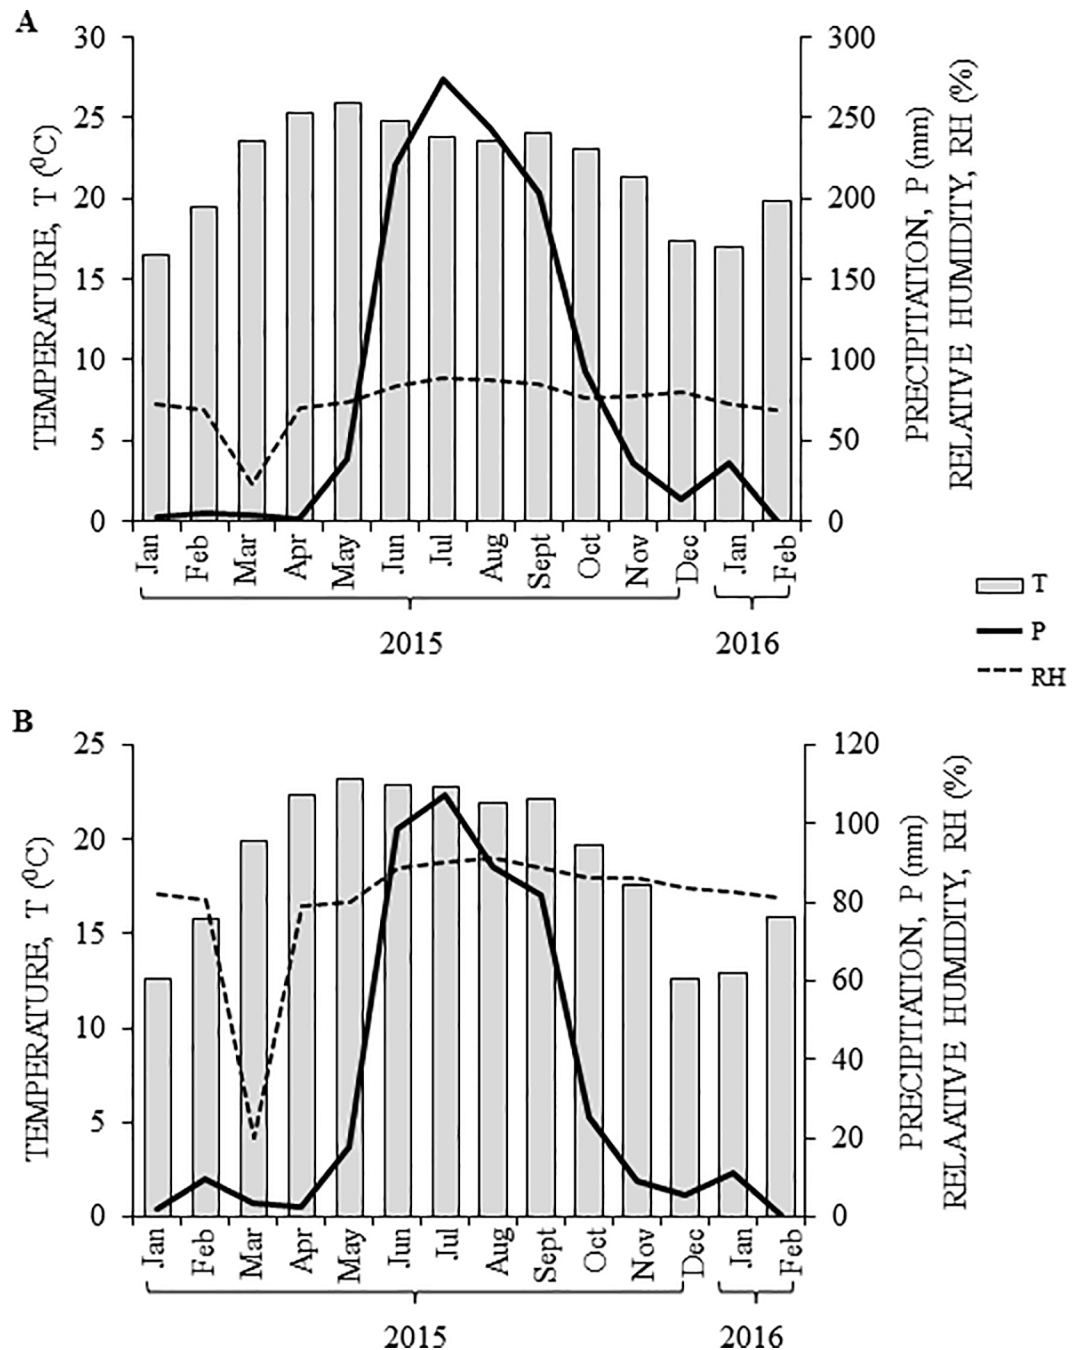 A
30
25
20
15
10
5
0
TEMPERATURE, T (⁰C)
300
250
200
150
100
50
0
PRECIPITATION, P (mm)
RELATIVE HUMIDITY, RH (%)
Jan Feb Mar Apr May Jun Jul Aug Sept Oct Nov Dec Jan Feb
2015 2016
T
P
RH
B
25
20
15
10
5
0
TEMPERATURE, T (⁰C)
120
100
80
60
40
20
0
PRECIPITATION, P (mm)
RELAATIVE HUMIDITY, RH (%)
Jan Feb Mar Apr May Jun Jul Aug Sept Oct Nov Dec Jan Feb
2015 2016